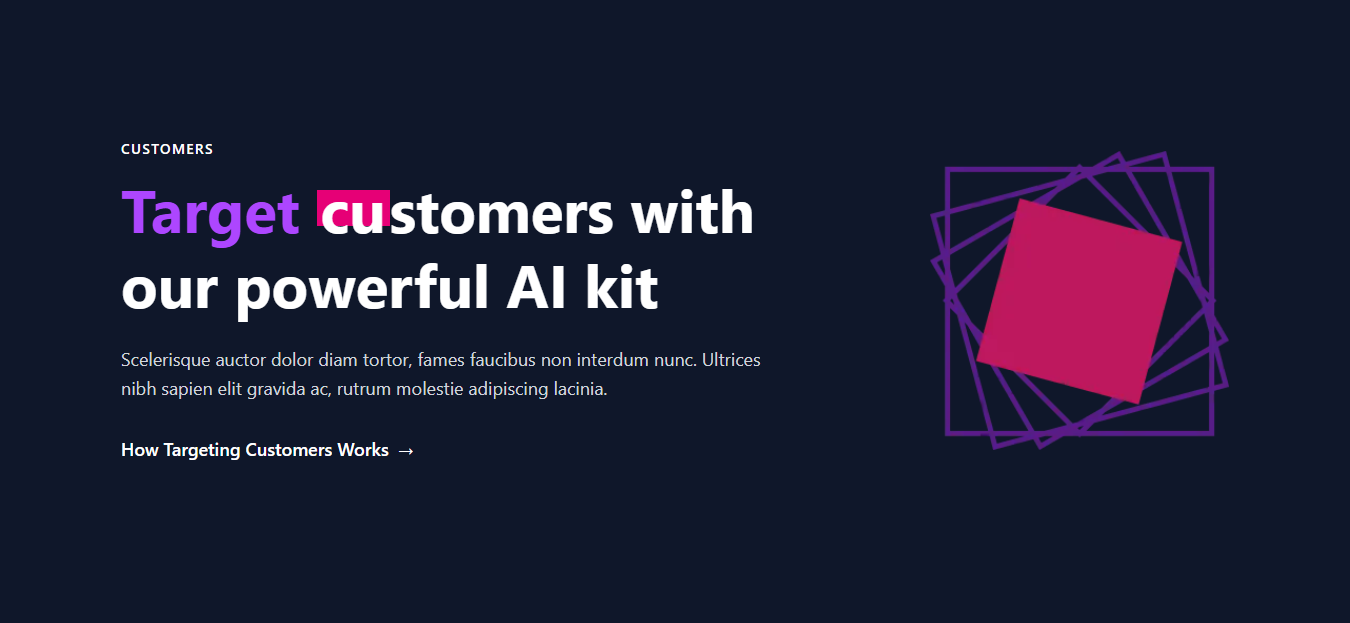 CUSTOMERS
Target customers with
our powerful AI kit
Scelerisque auctor dolor diam tortor, fames faucibus non interdum nunc. Ultrices
nibh sapien elit gravida ac, rutrum molestie adipiscing lacinia.
How Targeting Customers Works →